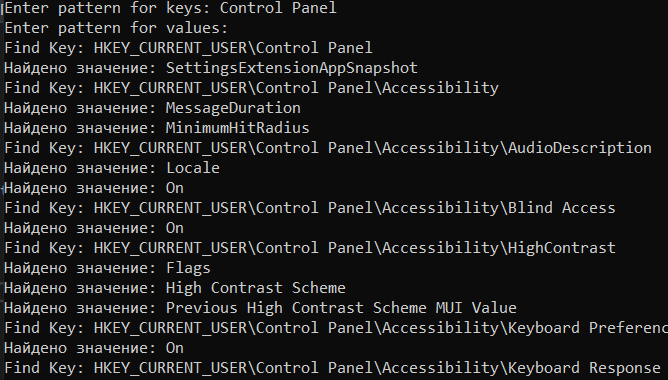 Enter pattern for keys: Control Panel
Enter pattern for values:
Find Key: HKEY_CURRENT_USER\Control Panel
Найдено значение: SettingsExtensionAppSnapshot
Find Key: HKEY_CURRENT_USER\Control Panel\Accessibility
Найдено значение: MessageDuration
Найдено значение: MinimumHitRadius
Find Key: HKEY_CURRENT_USER\Control Panel\Accessibility\AudioDescription
Найдено значение: Locale
Найдено значение: On
Find Key: HKEY_CURRENT_USER\Control Panel\Accessibility\Blind Access
Найдено значение: On
Find Key: HKEY_CURRENT_USER\Control Panel\Accessibility\HighContrast
Найдено значение: Flags
Найдено значение: High Contrast Scheme
Найдено значение: Previous High Contrast Scheme MUI Value
Find Key: HKEY_CURRENT_USER\Control Panel\Accessibility\Keyboard Preferenc
Найдено значение: On
Find Key: HKEY_CURRENT_USER\Control Panel\Accessibility\Keyboard Response